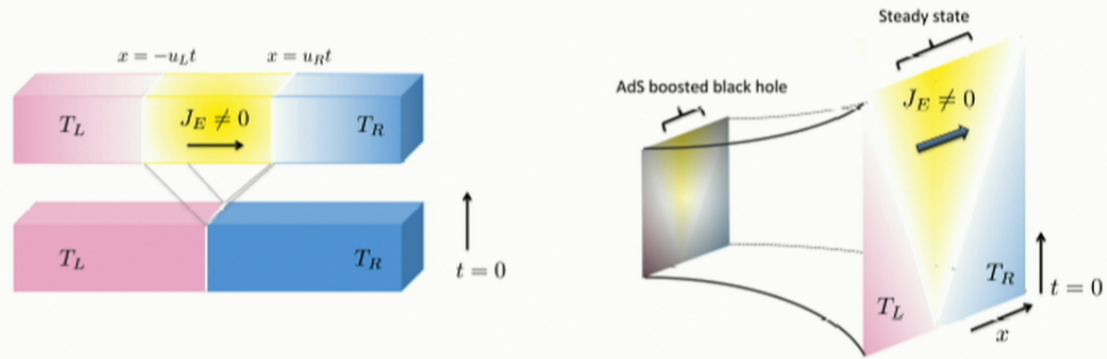 x = −u_L t
x = u_R t
T_L
J_E ≠ 0
T_R
T_L
T_R
t = 0
Steady state
AdS boosted black hole
J_E ≠ 0
T_R
T_L
t = 0
x